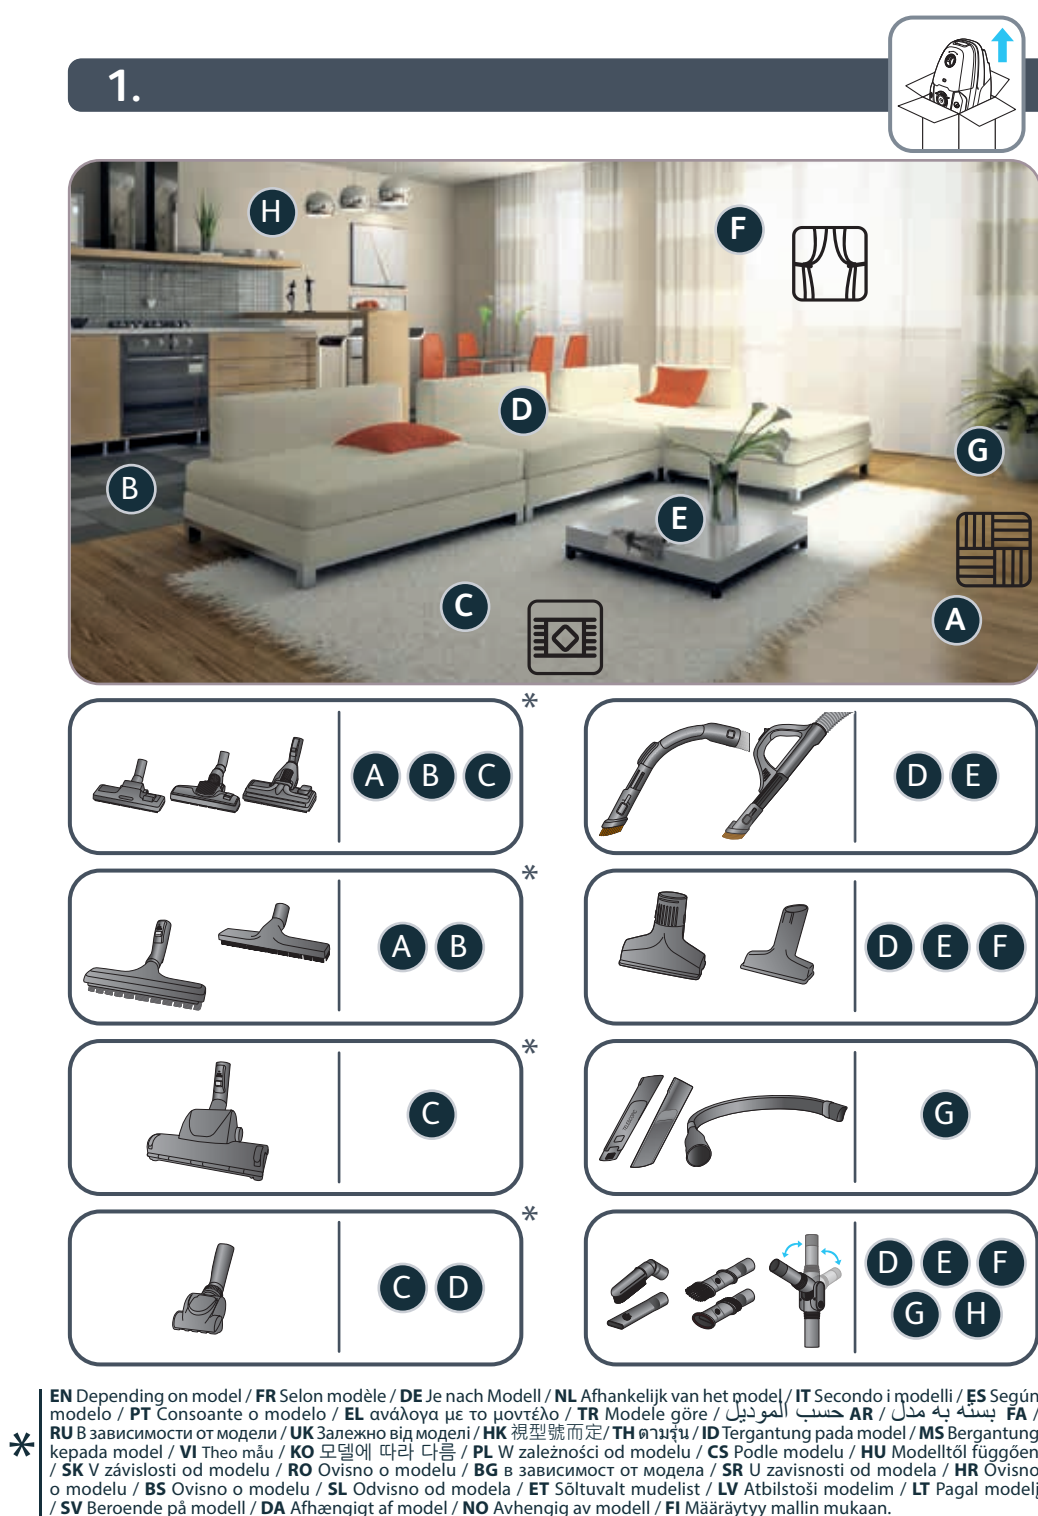 1.
H
F
D
G
B
E
C
A
*
A B C
D E
*
A B
D E F
*
C
G
*
C D
D E F
G H
* EN Depending on model / FR Selon modèle / DE Je nach Modell / NL Afhankelijk van het model / IT Secondo i modelli / ES Según
modelo / PT Consoante o modelo / EL ανάλογα με το μοντέλο / TR Modele göre / حسب الموديل AR / بسته به مدل FA /
RU В зависимости от модели / UK Залежно від моделі / HK 視型號而定/ TH ตามรุ่น / ID Tergantung pada model / MS Bergantung
kepada model / VI Theo mẫu / KO 모델에 따라 다름 / PL W zależności od modelu / CS Podle modelu / HU Modelltől függően
/ SK V závislosti od modelu / RO Ovisno o modelu / BG в зависимост от модела / SR U zavisnosti od modela / HR Ovisno
o modelu / BS Ovisno o modelu / SL Odvisno od modela / ET Sõltuvalt mudelist / LV Atbilstoši modelim / LT Pagal modelį
/ SV Beroende på modell / DA Afhængigt af model / NO Avhengig av modell / FI Määräytyy mallin mukaan.